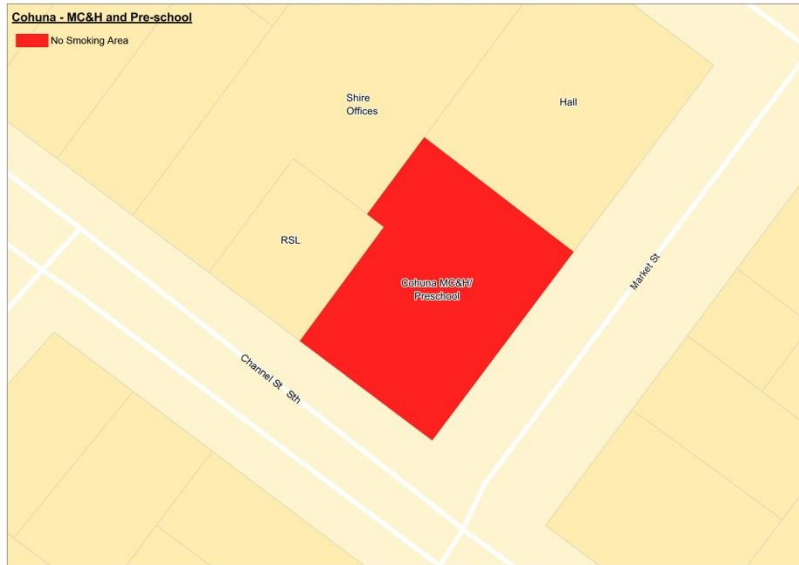 Cohuna - MC&H and Pre-school
No Smoking Area
Shire
Offices
Hall
RSL
Cohuna MC&H/
Preschool
Market St
Channel St Sth